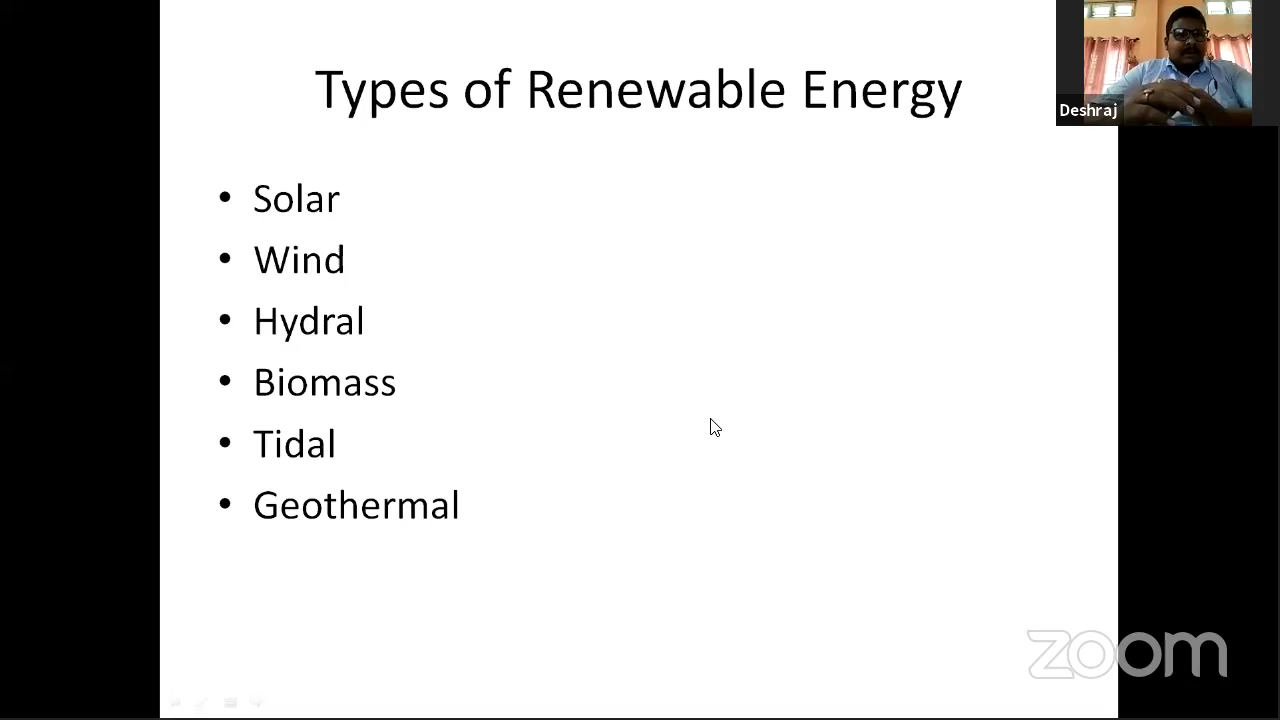 Types of Renewable Energy
Deshraj
• Solar
• Wind
• Hydral
• Biomass
• Tidal
• Geothermal
zoom